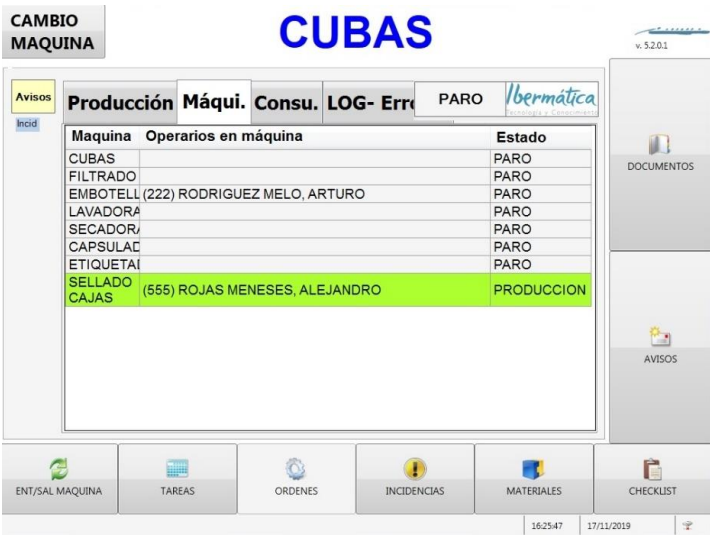 CAMBIO
MAQUINA
CUBAS
v. 5.2.0.1
Avisos
Incid
Producción Máqui. Consu. LOG- Erro PARO Ibermática
Tecnología y Conocimiento
Maquina Operarios en máquina Estado
CUBAS PARO
FILTRADO PARO
EMBOTELL (222) RODRIGUEZ MELO, ARTURO PARO
LAVADORA PARO
SECADORA PARO
CAPSULAD PARO
ETIQUETAI PARO
SELLADO
CAJAS (555) ROJAS MENESES, ALEJANDRO PRODUCCION
DOCUMENTOS
AVISOS
ENT/SAL MAQUINA TAREAS ORDENES INCIDENCIAS MATERIALES CHECKLIST
16:25:47 17/11/2019